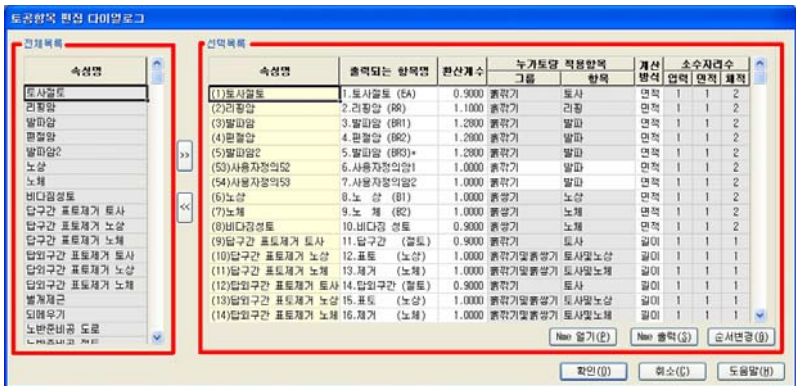 토공항목 편집 다이얼로그
전체목록
속성명
토사절토
리핑암
발파암
편절암
발파암2
노상
노체
비다짐성토
답구간 표토제거 토사
답구간 표토제거 노상
답구간 표토제거 노체
답외구간 표토제거 토사
답외구간 표토제거 노상
답외구간 표토제거 노체
벌개제근
되메우기
노반준비공 도로
노반준비공 절토
>>
<<
선택목록
속성명 출력되는 항목명 환산계수 누가토량 적용항목 계산방식 소수자리수
그룹 항목 입력 면적 체적
(1)토사절토 1.토사절토 (EA) 0.9000 흙깎기 토사 면적 1 1 2
(2)리핑암 2.리핑암 (RR) 1.1000 흙깎기 리핑 면적 1 1 2
(3)발파암 3.발파암 (BR1) 1.2800 흙깎기 발파 면적 1 1 2
(4)편절암 4.편절암 (BR2) 1.2800 흙깎기 발파 면적 1 1 2
(5)발파암2 5.발파암 (BR3)+ 1.2800 흙깎기 발파 면적 1 1 2
(53)사용자정의52 6.사용자정의암1 1.0000 흙깎기 발파 면적 1 1 2
(54)사용자정의53 7.사용자정의암2 1.0000 흙깎기 발파 면적 1 1 2
(6)노상 8.노 상 (B1) 1.0000 흙쌓기 노상 면적 1 1 2
(7)노체 9.노 체 (B2) 1.0000 흙쌓기 노체 면적 1 1 2
(8)비다짐성토 10.비다짐 성토 0.9000 흙쌓기 노체 면적 1 1 2
(9)답구간 표토제거 토사 11.답구간 (절토) 0.9000 흙깎기 토사 길이 1 1 1
(10)답구간 표토제거 노상 12.표토 (노상) 1.0000 흙깎기및흙쌓기 토사및노상 길이 1 1 1
(11)답구간 표토제거 노체 13.제거 (노체) 1.0000 흙깎기및흙쌓기 토사및노체 길이 1 1 1
(12)답외구간 표토제거 토사 14.답외구간 (절토) 0.9000 흙깎기 토사 길이 1 1 1
(13)답외구간 표토제거 노상 15.표토 (노상) 1.0000 흙깎기및흙쌓기 토사및노상 길이 1 1 1
(14)답외구간 표토제거 노체 16.제거 (노체) 1.0000 흙깎기및흙쌓기 토사및노체 길이 1 1 1
Nme 열기(P) Nme 출력(S) 순서변경(G)
확인(O) 취소(C) 도움말(H)